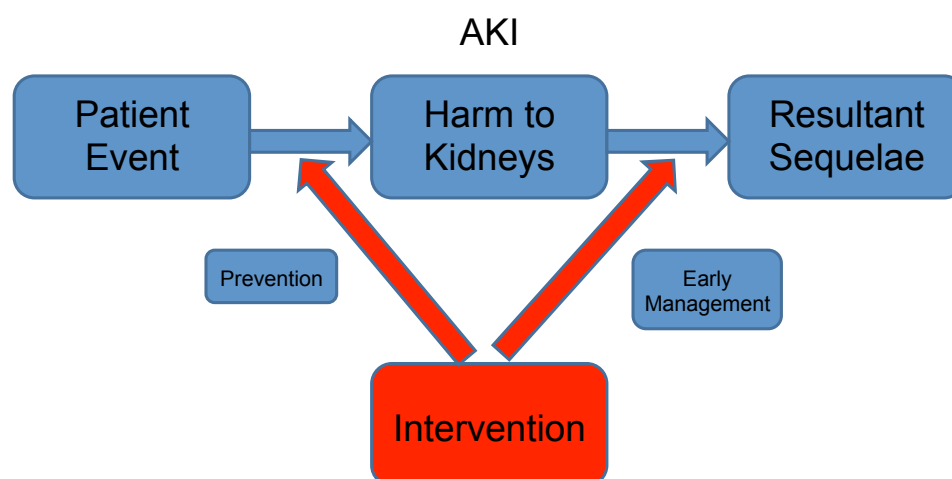 AKI
Patient
Event
Harm to
Kidneys
Resultant
Sequelae
Prevention
Early
Management
Intervention